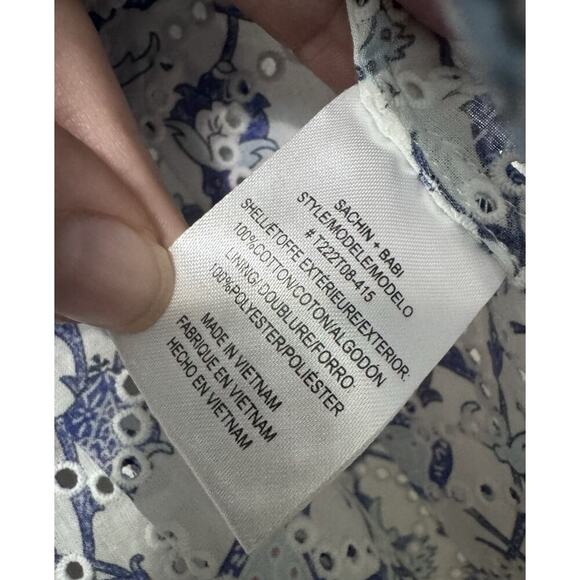 SACHIN + BABI
STYLE/MODELE/MODELO
# T222T08-415
SHELL/ETOFFE EXTÉRIEURE/EXTERIOR:
100%COTTON/COTON/ALGODÓN
LINING/ DOUBLURE/FORRO:
100%POLYESTER/POLIÉSTER
MADE IN VIETNAM
FABRIQUE EN VIETNAM
HECHO EN VIETNAM